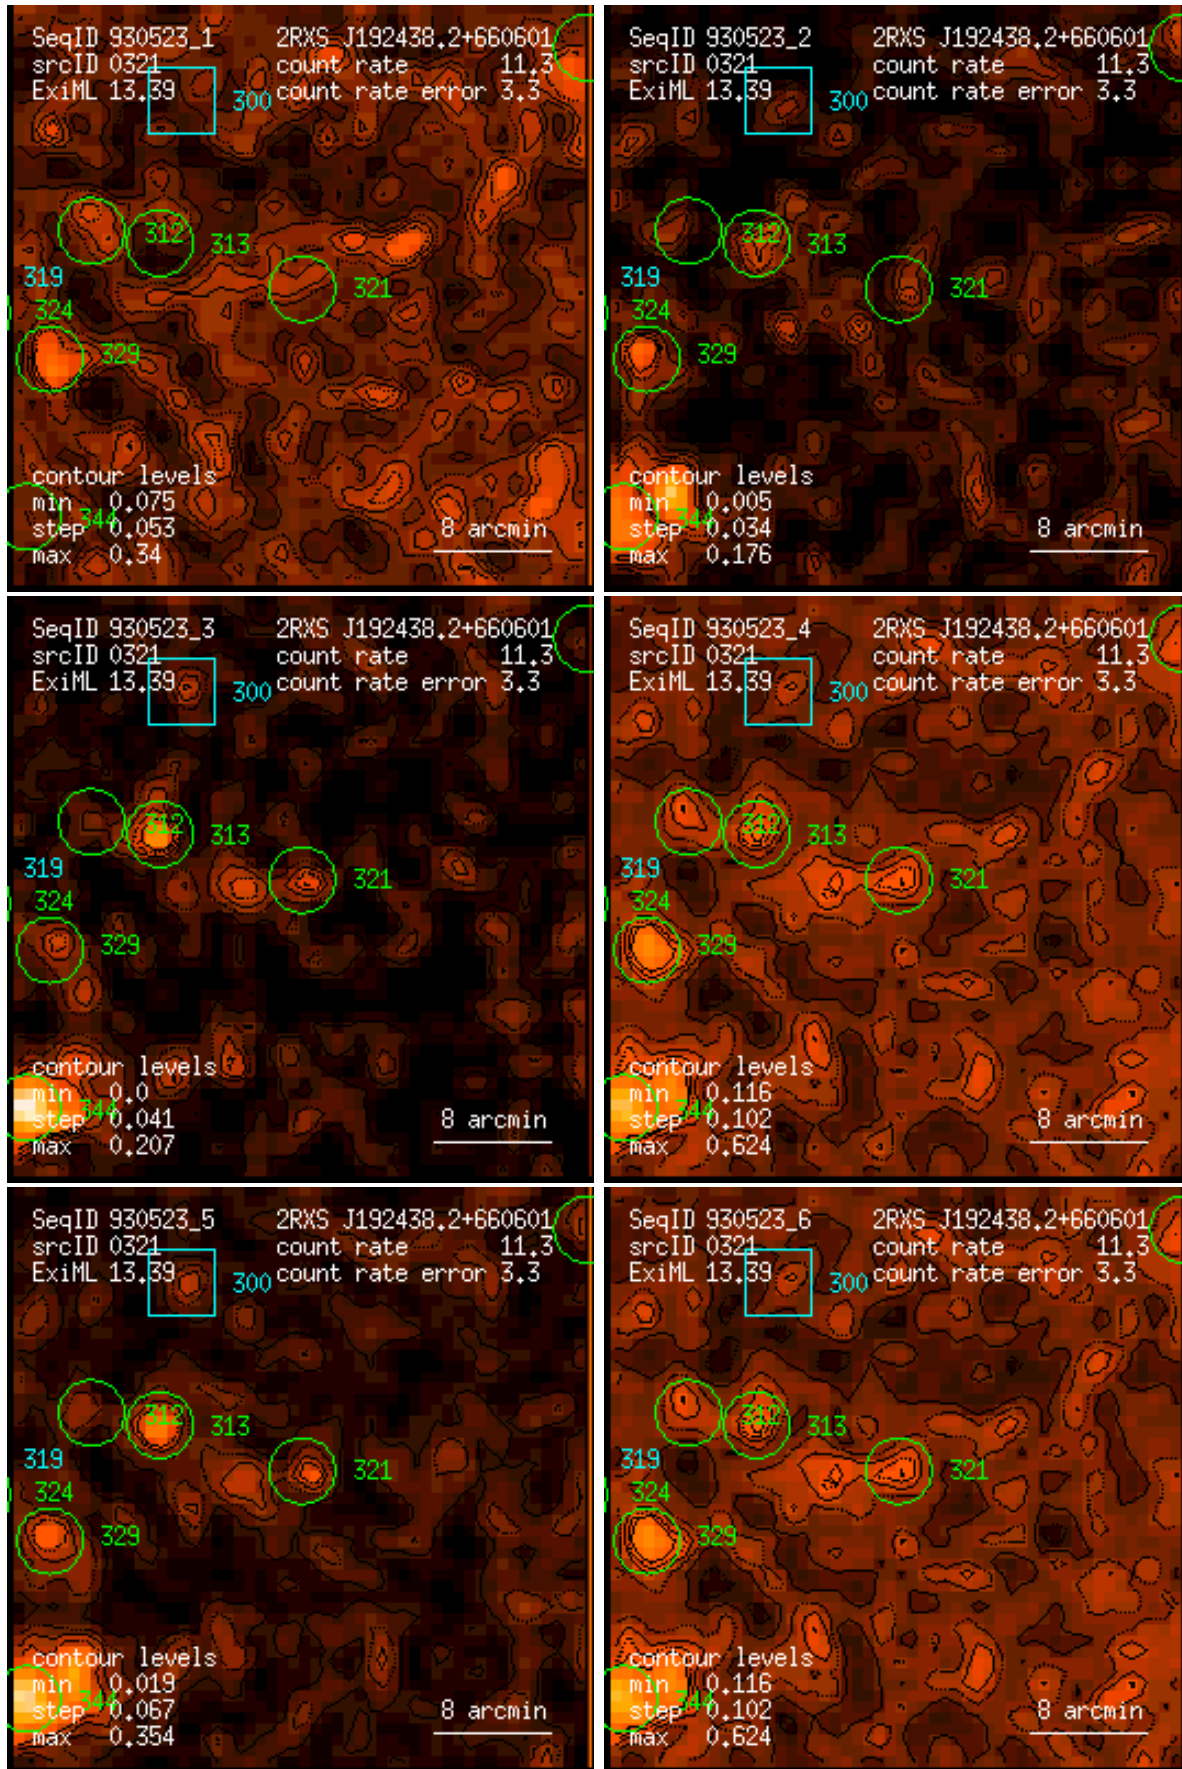 SeqID 930523_1 2RXS J192438.2+660601
srcID 0321 count rate 11.3
ExiML 13.39 300 count rate error 3.3
312 313
319
324 321
329
contour levels
min 0.075
344
step 0.053 8 arcmin
max 0.34
SeqID 930523_2 2RXS J192438.2+660601
srcID 0321 count rate 11.3
ExiML 13.39 300 count rate error 3.3
312 313
319
324 321
329
contour levels
min 0.005
344
step 0.034 8 arcmin
max 0.176
SeqID 930523_3 2RXS J192438.2+660601
srcID 0321 count rate 11.3
ExiML 13.39 300 count rate error 3.3
312 313
319 321
324
329
contour levels
min 0.0
344
step 0.041 8 arcmin
max 0.207
SeqID 930523_4 2RXS J192438.2+660601
srcID 0321 count rate 11.3
ExiML 13.39 300 count rate error 3.3
312 313
319 321
324
329
contour levels
min 0.116
344
step 0.102 8 arcmin
max 0.624
SeqID 930523_5 2RXS J192438.2+660601
srcID 0321 count rate 11.3
ExiML 13.39 300 count rate error 3.3
312 313
319 321
324
329
contour levels
min 0.019
344
step 0.067 8 arcmin
max 0.354
SeqID 930523_6 2RXS J192438.2+660601
srcID 0321 count rate 11.3
ExiML 13.39 300 count rate error 3.3
312 313
319 321
324
329
contour levels
min 0.116
344
step 0.102 8 arcmin
max 0.624